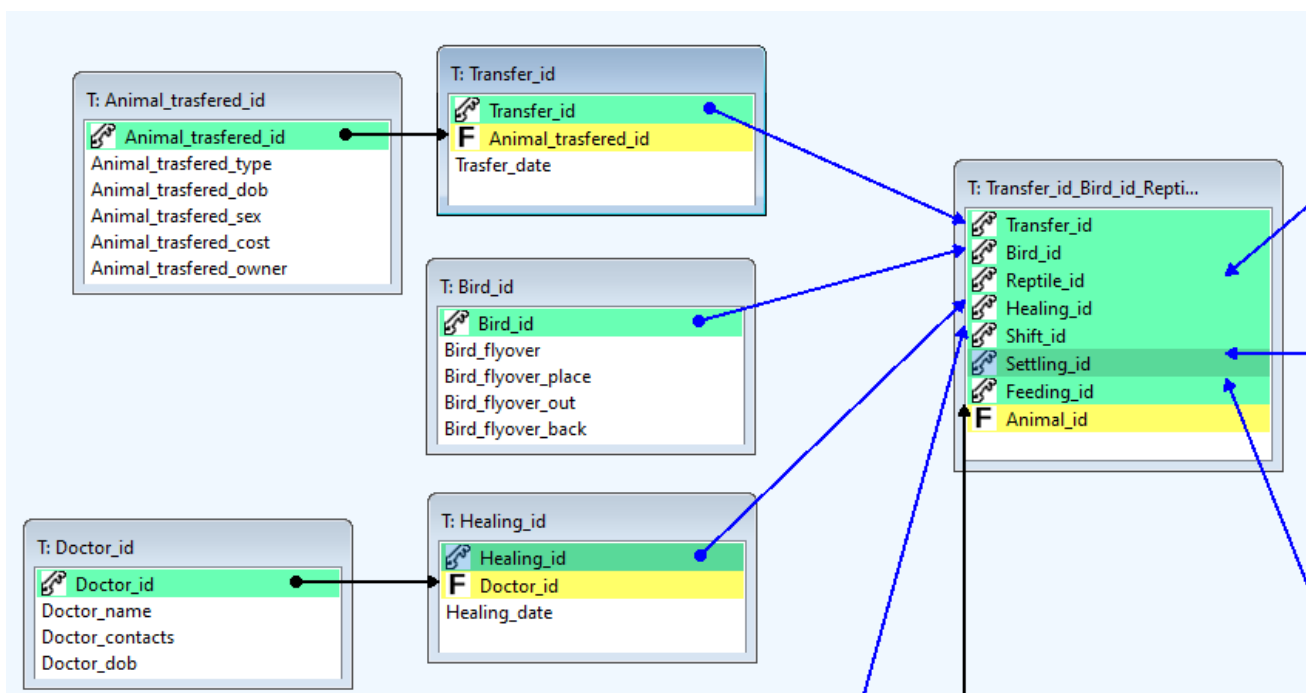 T: Animal_trasfered_id
Animal_trasfered_id
Animal_trasfered_type
Animal_trasfered_dob
Animal_trasfered_sex
Animal_trasfered_cost
Animal_trasfered_owner
T: Transfer_id
Transfer_id
F Animal_trasfered_id
Trasfer_date
T: Bird_id
Bird_id
Bird_flyover
Bird_flyover_place
Bird_flyover_out
Bird_flyover_back
T: Doctor_id
Doctor_id
Doctor_name
Doctor_contacts
Doctor_dob
T: Healing_id
Healing_id
F Doctor_id
Healing_date
T: Transfer_id_Bird_id_Repti...
Transfer_id
Bird_id
Reptile_id
Healing_id
Shift_id
Settling_id
Feeding_id
F Animal_id